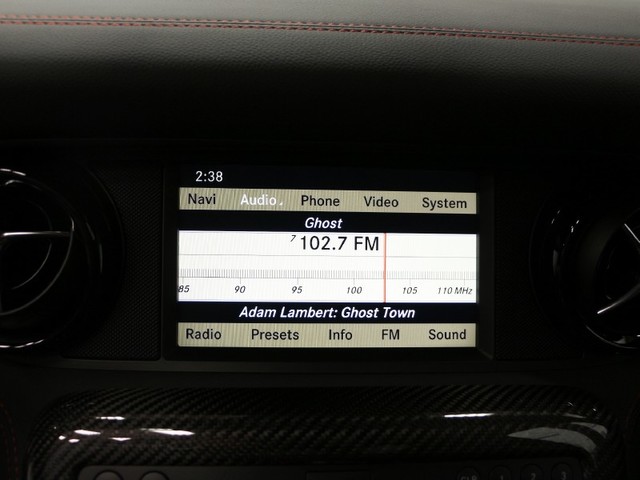 2:38
Navi Audio Phone Video System
Ghost
7 102.7 FM
85 90 95 100 105 110 MHz
Adam Lambert: Ghost Town
Radio Presets Info FM Sound